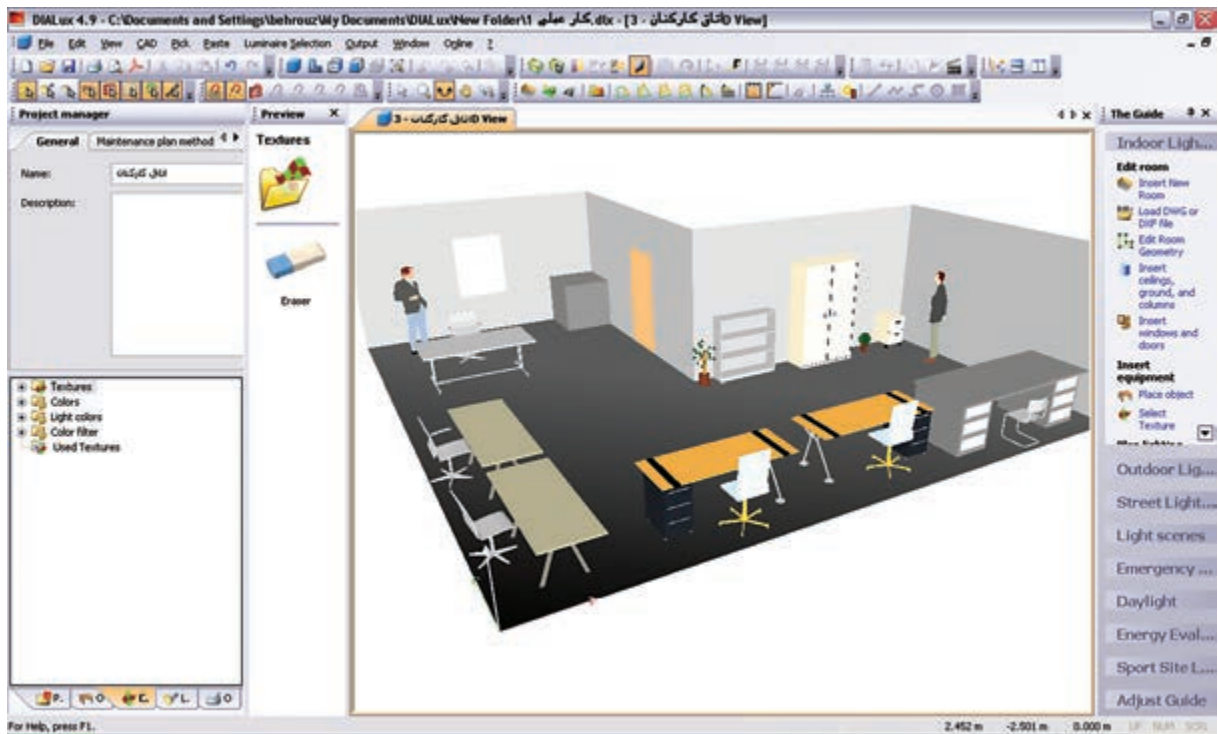 DIALux 4.9 - C:\Documents and Settings\behrouz\My Documents\DIALux\New Folder\1 کار عملی.dlx - [3 - اتاق کارکنانD View]
File Edit View CAD Pick Paste Luminaire Selection Output Window Online ?
Project manager
General Maintenance plan method
Name: اتاق کارکنان
Description:
Textures
Colors
Light colors
Color filter
Used Textures
P. O. C. L. O
Preview
Textures
Eraser
3 - اتاق کارکنانD View
The Guide
Indoor Ligh...
Edit room
Insert New
Room
Load DWG or
DXF file
Edit Room
Geometry
Insert
ceilings,
ground, and
columns
Insert
windows and
doors
Insert
equipment
Place object
Select
Texture
Outdoor Lig...
Street Light...
Light scenes
Emergency ...
Daylight
Energy Eval...
Sport Site L...
Adjust Guide
For Help, press F1.
2.452 m -2.501 m 0.000 m NUM